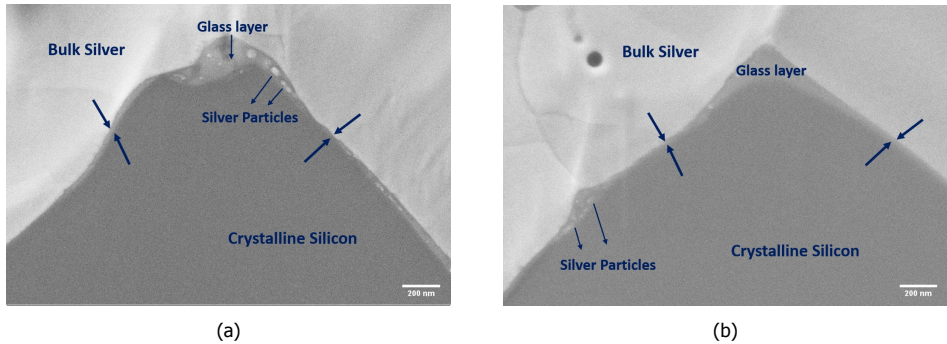 Glass layer
Bulk Silver
Silver Particles
Crystalline Silicon
200 nm
(a)
Bulk Silver
Glass layer
Silver Particles
Crystalline Silicon
200 nm
(b)